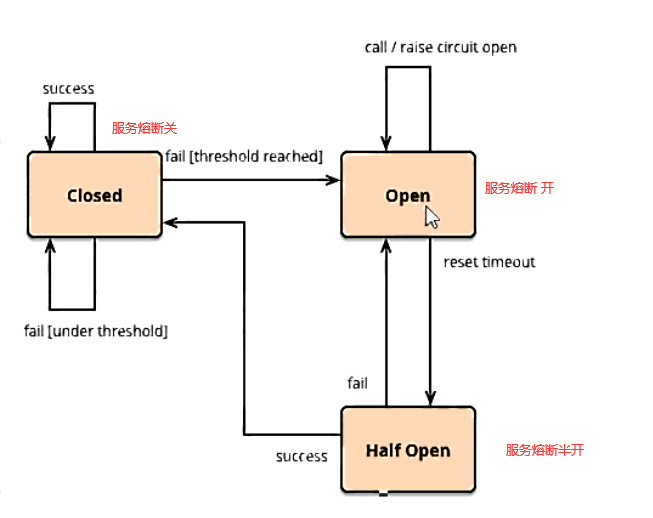 call / raise circuit open
success
服务熔断关
fail [threshold reached]
Closed
Open
服务熔断 开
reset timeout
fail [under threshold]
fail
Half Open
服务熔断半开
success